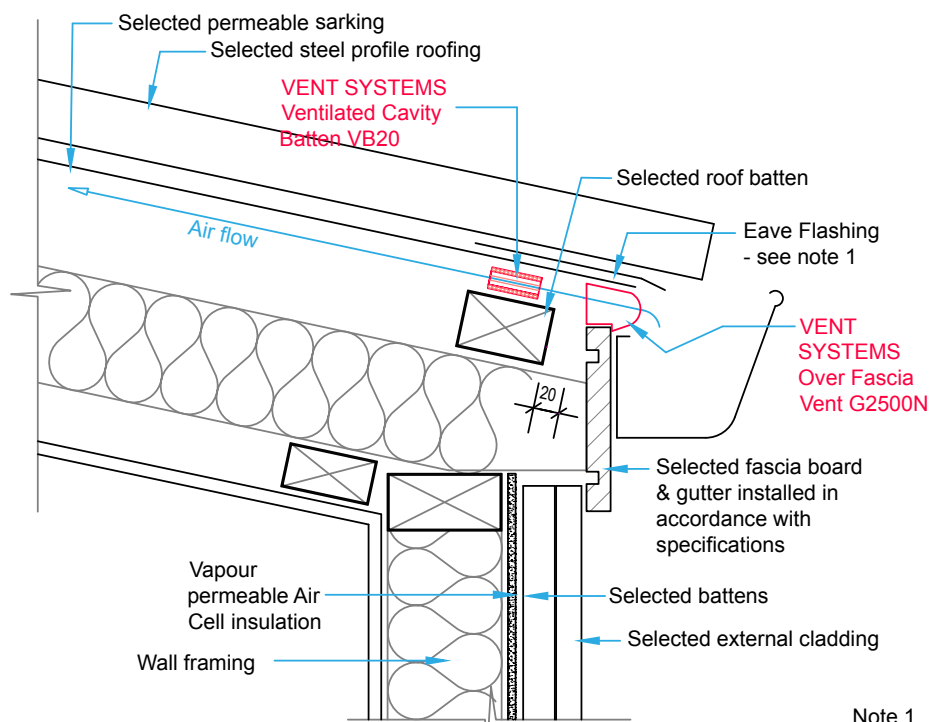 Selected permeable sarking
Selected steel profile roofing
VENT SYSTEMS
Ventilated Cavity
Batten VB20
Selected roof batten
Air flow
Eave Flashing
- see note 1
VENT
SYSTEMS
Over Fascia
Vent G2500N
20
Selected fascia board
& gutter installed in
accordance with
specifications
Vapour
permeable Air
Cell insulation
Selected battens
Selected external cladding
Wall framing
Note 1